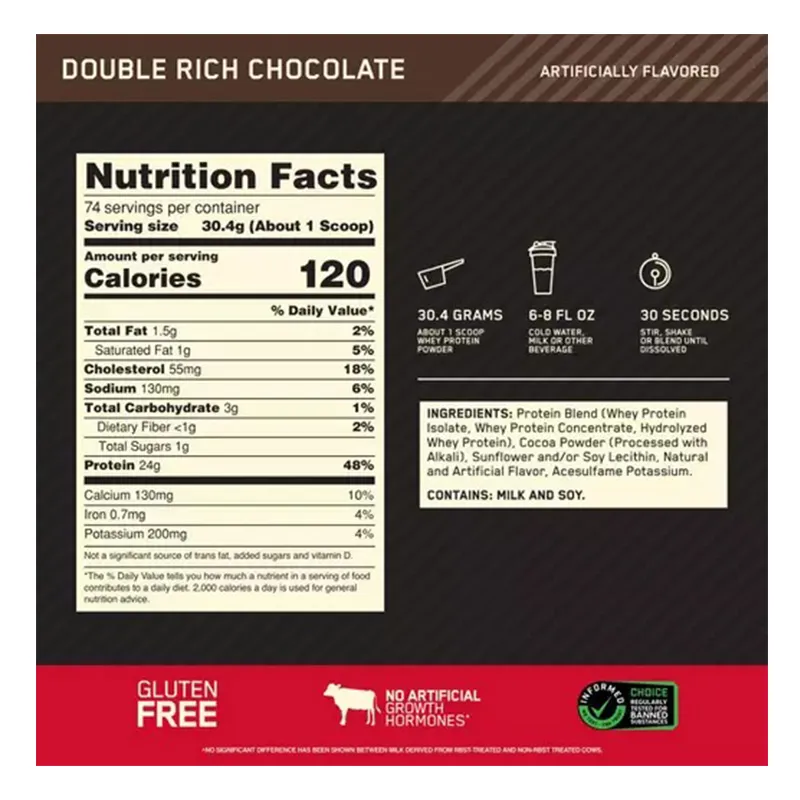 DOUBLE RICH CHOCOLATE
ARTIFICIALLY FLAVORED
Nutrition Facts
74 servings per container
Serving size 30.4g (About 1 Scoop)
Amount per serving
Calories 120
% Daily Value*
Total Fat 1.5g 2%
Saturated Fat 1g 5%
Cholesterol 55mg 18%
Sodium 130mg 6%
Total Carbohydrate 3g 1%
Dietary Fiber <1g 2%
Total Sugars 1g
Protein 24g 48%
Calcium 130mg 10%
Iron 0.7mg 4%
Potassium 200mg 4%
Not a significant source of trans fat, added sugars and vitamin D.
*The % Daily Value tells you how much a nutrient in a serving of food
contributes to a daily diet. 2,000 calories a day is used for general
nutrition advice.
30.4 GRAMS
ABOUT 1 SCOOP
WHEY PROTEIN
POWDER
6-8 FL OZ
COLD WATER,
MILK OR OTHER
BEVERAGE
30 SECONDS
STIR, SHAKE
OR BLEND UNTIL
DISSOLVED
INGREDIENTS: Protein Blend (Whey Protein
Isolate, Whey Protein Concentrate, Hydrolyzed
Whey Protein), Cocoa Powder (Processed with
Alkali), Sunflower and/or Soy Lecithin, Natural
and Artificial Flavor, Acesulfame Potassium.
CONTAINS: MILK AND SOY.
GLUTEN
FREE
NO ARTIFICIAL
GROWTH
HORMONES*
INFORMED
CHOICE
REGULARLY
TESTED FOR
BANNED
SUBSTANCES
*NO SIGNIFICANT DIFFERENCE HAS BEEN SHOWN BETWEEN MILK DERIVED FROM RBST-TREATED AND NON-RBST TREATED COWS.